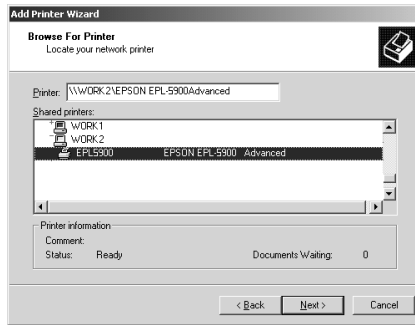 Add Printer Wizard
Browse For Printer
Locate your network printer
Printer: \\WORK2\EPSON EPL-5900Advanced
Shared printers:
WORK1
WORK2
EPL5900 EPSON EPL-5900 Advanced
Printer information
Comment:
Status: Ready Documents Waiting: 0
< Back Next > Cancel